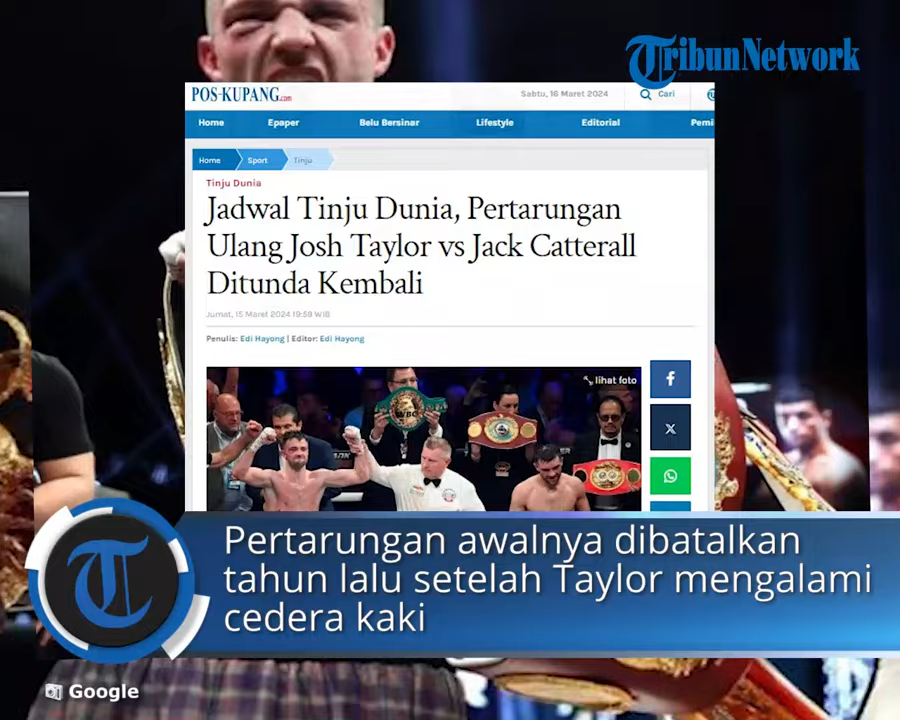 TribunNetwork
POS-KUPANG.com
Sabtu, 16 Maret 2024
Cari
Home
Epaper
Belu Bersinar
Lifestyle
Editorial
Pemi
Home
Sport
Tinju
Tinju Dunia
Jadwal Tinju Dunia, Pertarungan
Ulang Josh Taylor vs Jack Catterall
Ditunda Kembali
Jumat, 15 Maret 2024 19:59 WIB
Penulis: Edi Hayong | Editor: Edi Hayong
lihat foto
WBC
Pertarungan awalnya dibatalkan
tahun lalu setelah Taylor mengalami
cedera kaki
Google